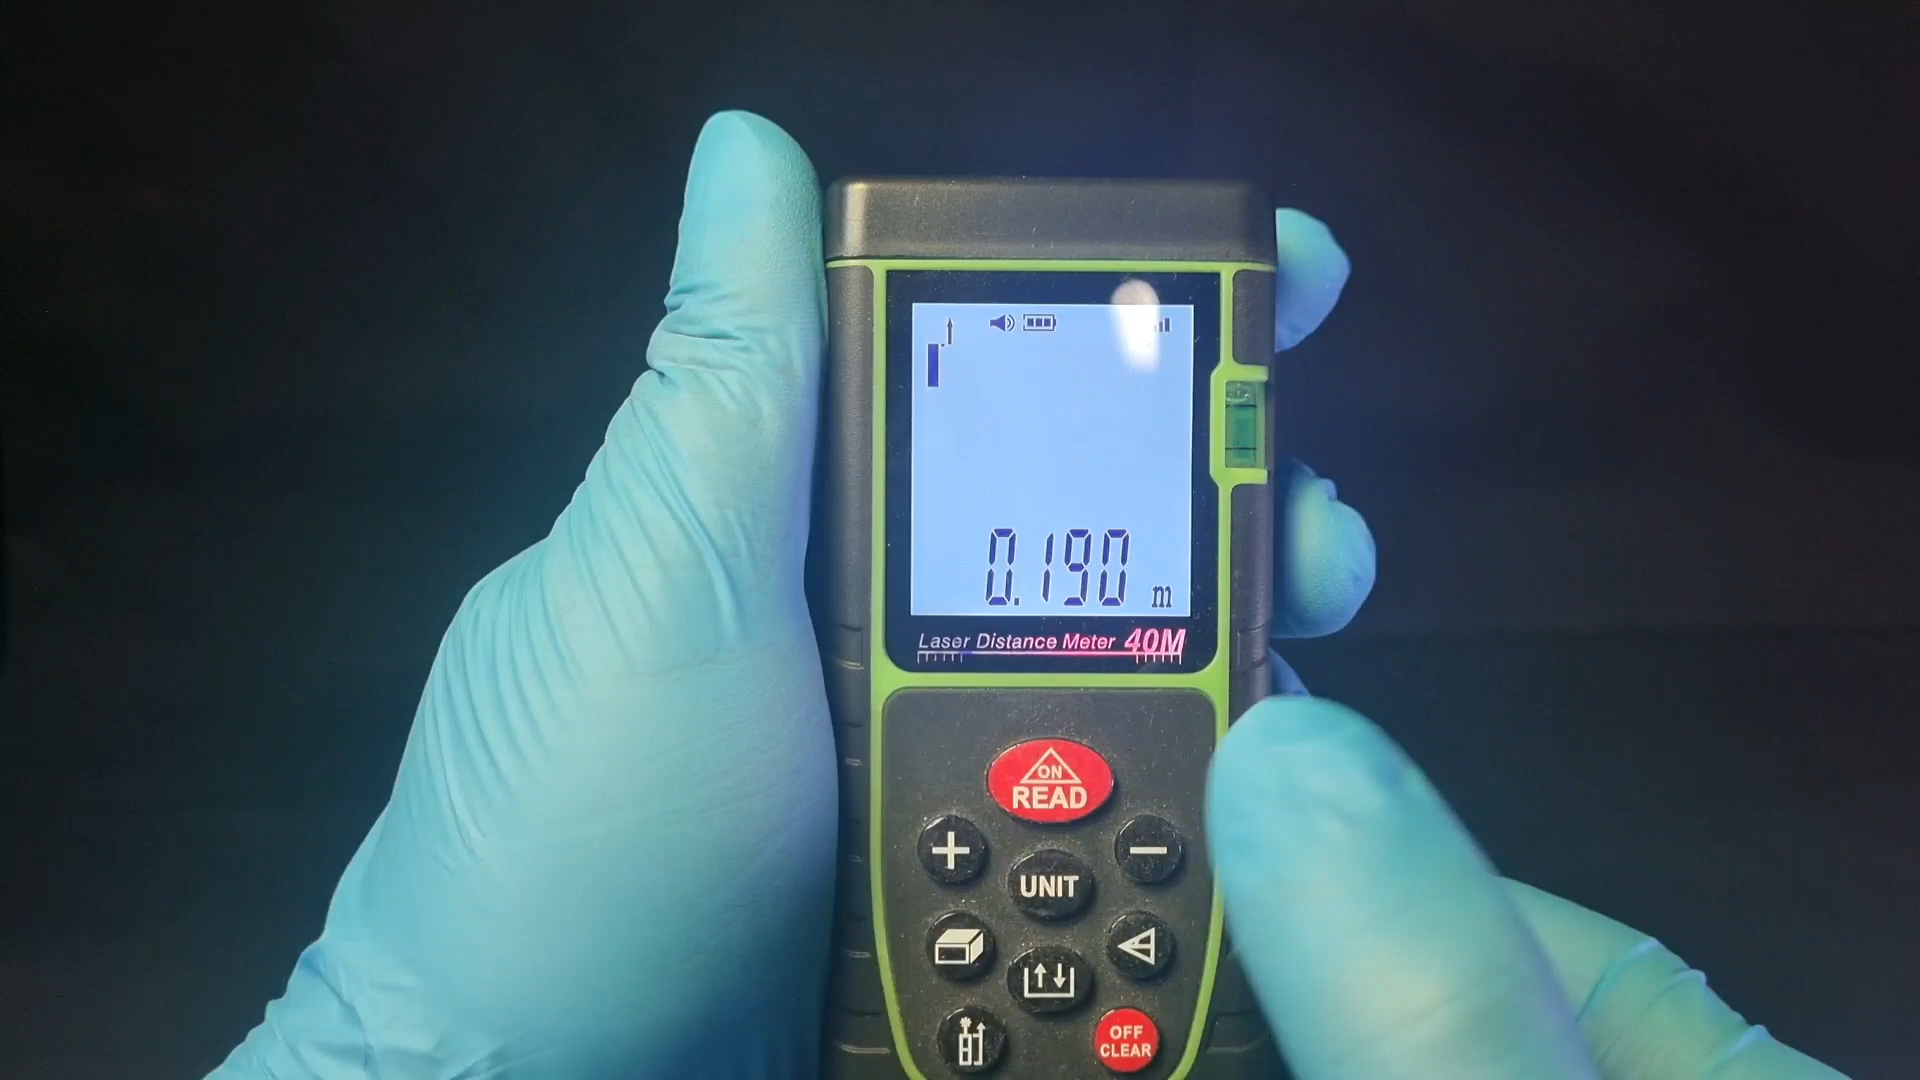 0.190 m
Laser Distance Meter 40M
ON
READ
+ −
UNIT
OFF
CLEAR